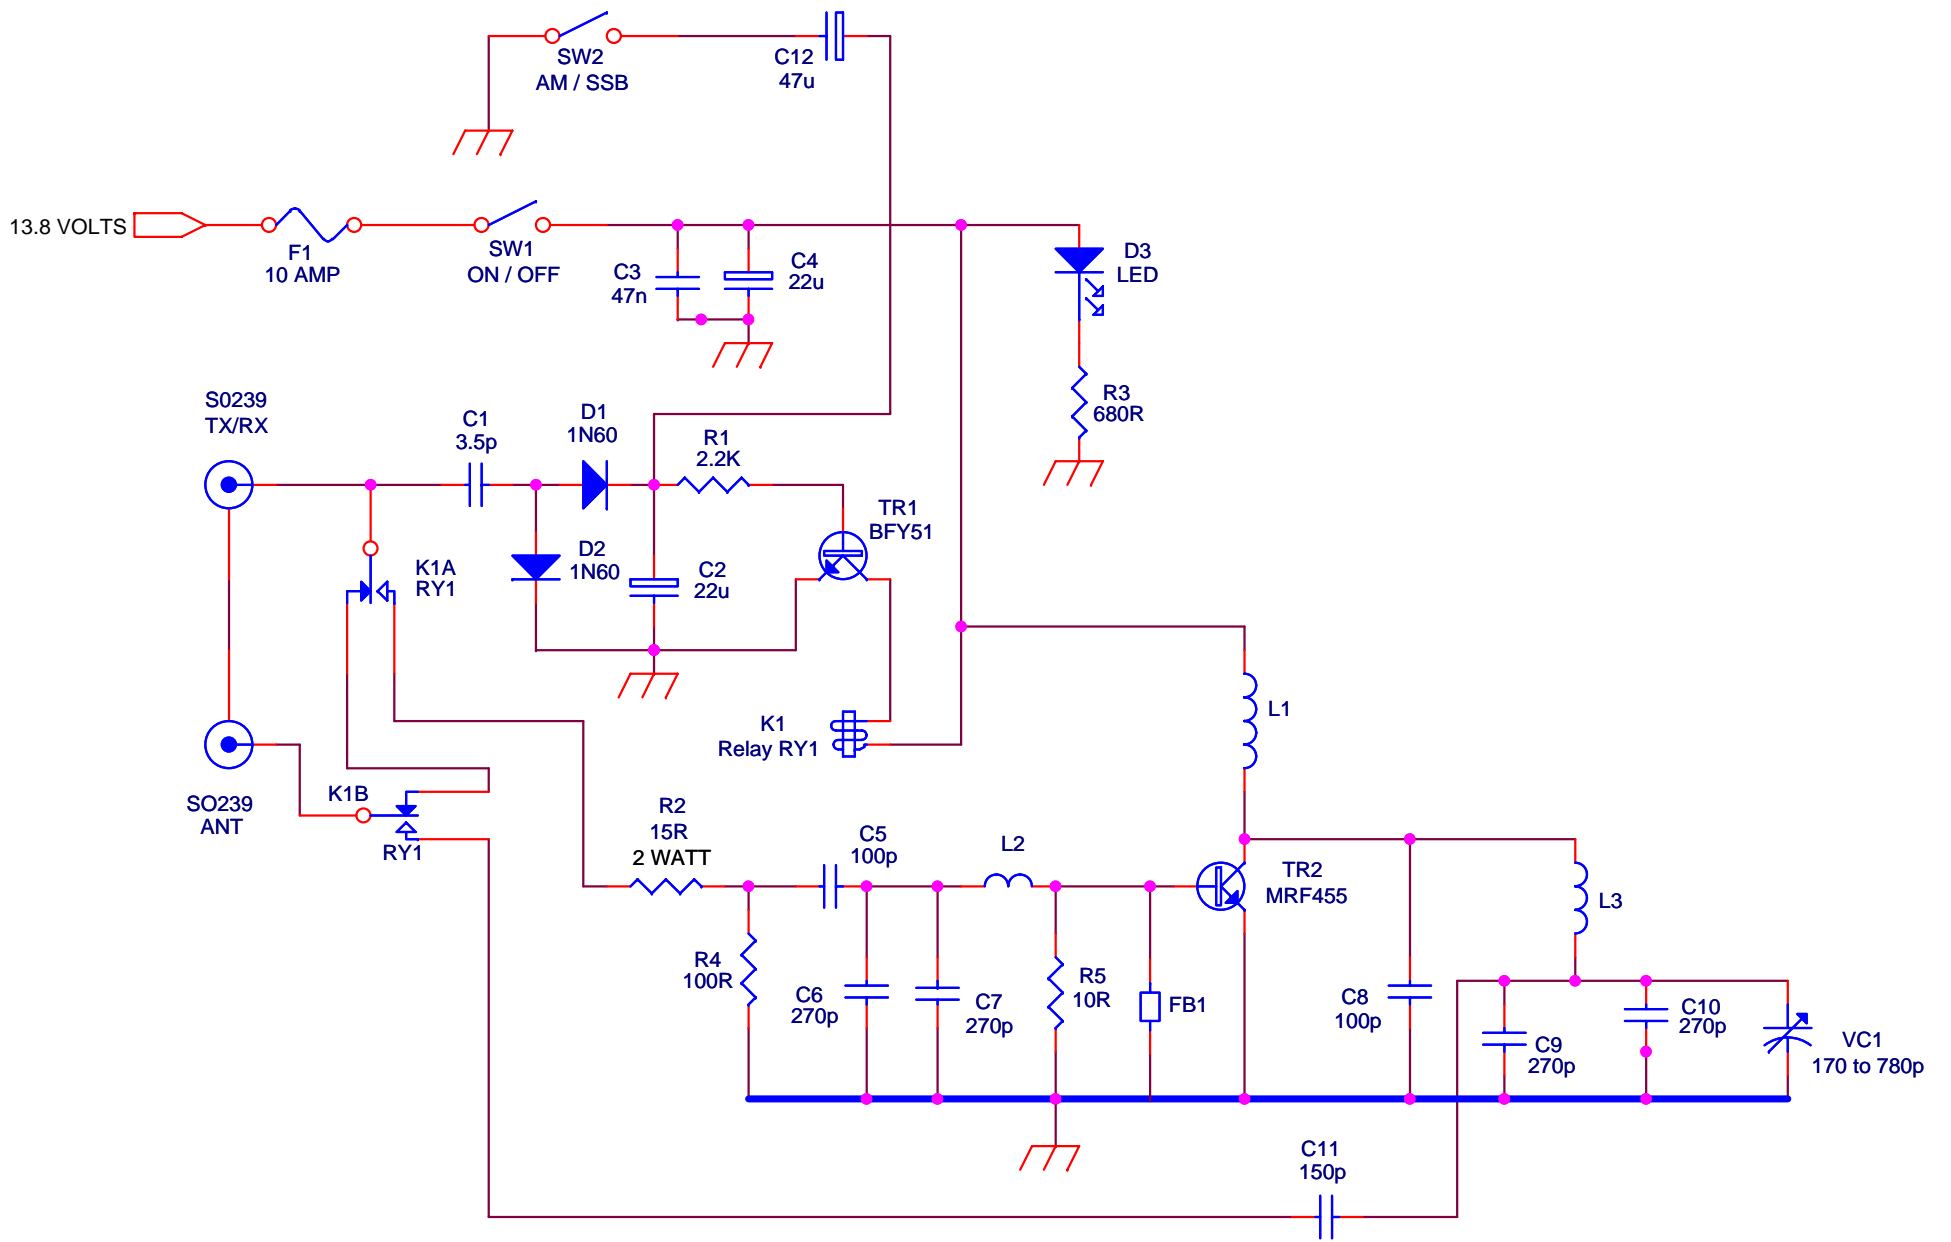 SW2
AM / SSB
C12
47u
13.8 VOLTS
F1
10 AMP
SW1
ON / OFF
C3
47n
C4
22u
D3
LED
R3
680R
S0239
TX/RX
C1
3.5p
D1
1N60
R1
2.2K
TR1
BFY51
K1A
RY1
D2
1N60
C2
22u
K1
Relay RY1
L1
SO239
ANT
K1B
RY1
R2
15R
2 WATT
C5
100p
L2
TR2
MRF455
L3
R4
100R
C6
270p
C7
270p
R5
10R
FB1
C8
100p
C9
270p
C10
270p
VC1
170 to 780p
C11
150p